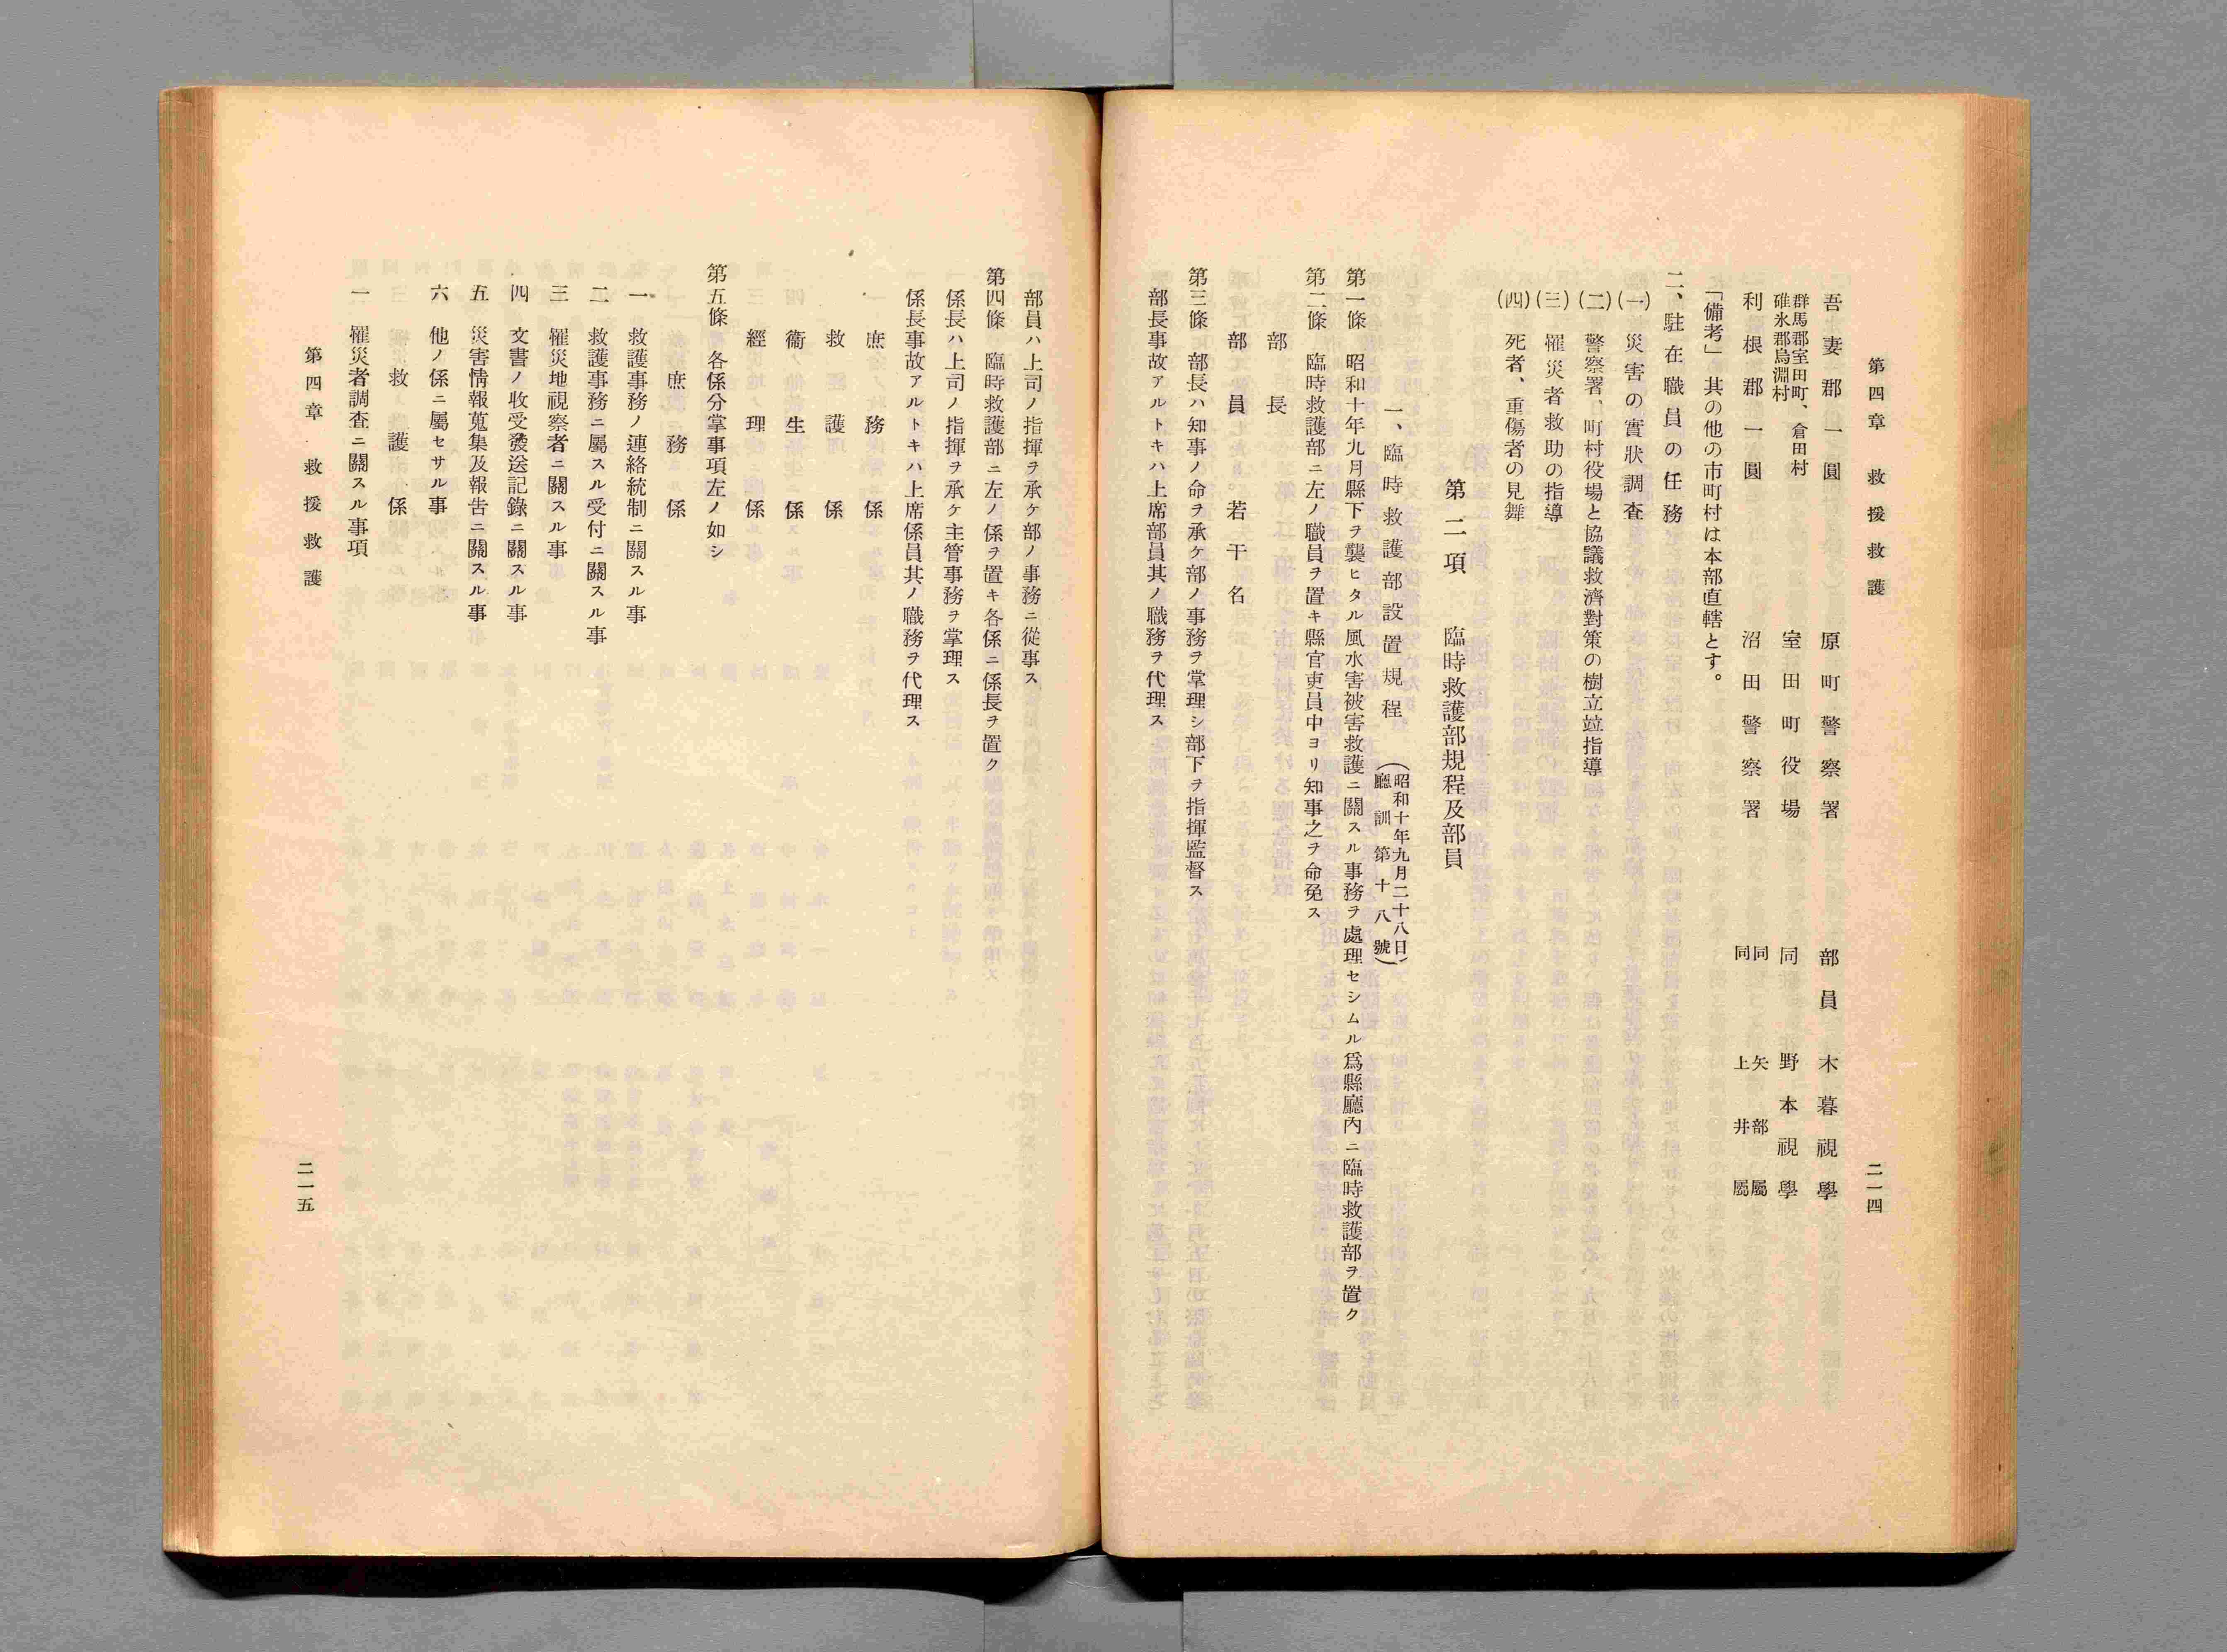 第四章 救援救護
二一四
吾妻郡一圓 原町警察署 部員 木暮視學
群馬郡室田町、倉田村
碓氷郡烏淵村 室田町役場 同 野本視學
利根郡一圓 沼田警察署 同 矢部屬
同 上井屬
「備考」其の他の市町村は本部直轄とす。
二、駐在職員の任務
(一) 災害の實狀調査
(二) 警察署、町村役場と協議救濟對策の樹立竝指導
(三) 罹災者救助の指導
(四) 死者、重傷者の見舞
第二項 臨時救護部規程及部員
一、臨時救護部設置規程 (昭和十年九月二十八日
廳訓第十八號)
第一條 昭和十年九月縣下ヲ襲ヒタル風水害被害救護ニ關スル事務ヲ處理セシムル爲縣廳內ニ臨時救護部ヲ置ク
第二條 臨時救護部ニ左ノ職員ヲ置キ縣官吏員中ヨリ知事之ヲ命免ス
部長
部員 若干名
第三條 部長ハ知事ノ命ヲ承ケ部ノ事務ヲ掌理シ部下ヲ指揮監督ス
部長事故アルトキハ上席部員其ノ職務ヲ代理ス
部員ハ上司ノ指揮ヲ承ケ部ノ事務ニ從事ス
第四條 臨時救護部ニ左ノ係ヲ置キ各係ニ係長ヲ置ク
係長ハ上司ノ指揮ヲ承ケ主管事務ヲ掌理ス
係長事故アルトキハ上席係員其ノ職務ヲ代理ス
庶務係
救護係
衞生係
經理係
第五條 各係分掌事項左ノ如シ
庶務係
一 救護事務ノ連絡統制ニ關スル事
二 救護事務ニ屬スル受付ニ關スル事
三 罹災地視察者ニ關スル事
四 文書ノ收受發送記錄ニ關スル事
五 災害情報蒐集及報吿ニ關スル事
六 他ノ係ニ屬セサル事
救護係
一 罹災者調査ニ關スル事項
第四章 救援救護
二一五